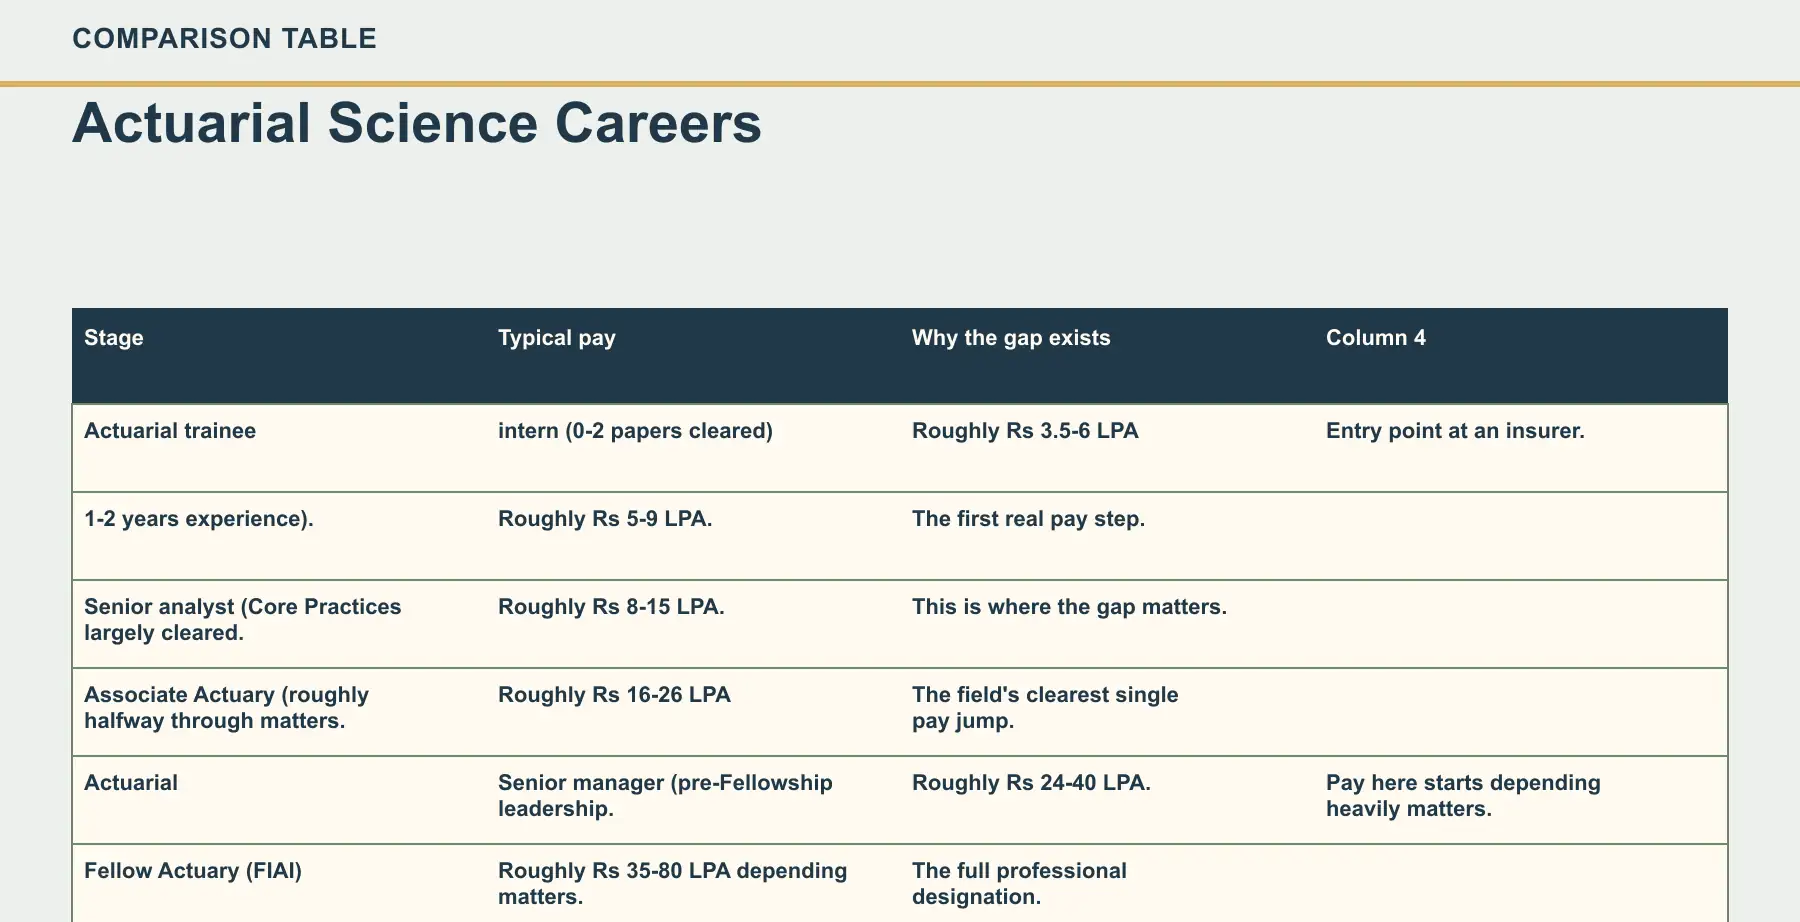 COMPARISON TABLE
Actuarial Science Careers
Stage Typical pay Why the gap exists Column 4
Actuarial trainee intern (0-2 papers cleared) Roughly Rs 3.5-6 LPA Entry point at an insurer.
1-2 years experience). Roughly Rs 5-9 LPA. The first real pay step.
Senior analyst (Core Practices Roughly Rs 8-15 LPA. This is where the gap matters.
largely cleared.
Associate Actuary (roughly Roughly Rs 16-26 LPA The field's clearest single
halfway through matters. pay jump.
Actuarial Senior manager (pre-Fellowship Roughly Rs 24-40 LPA. Pay here starts depending
leadership. heavily matters.
Fellow Actuary (FIAI) Roughly Rs 35-80 LPA depending The full professional
matters. designation.